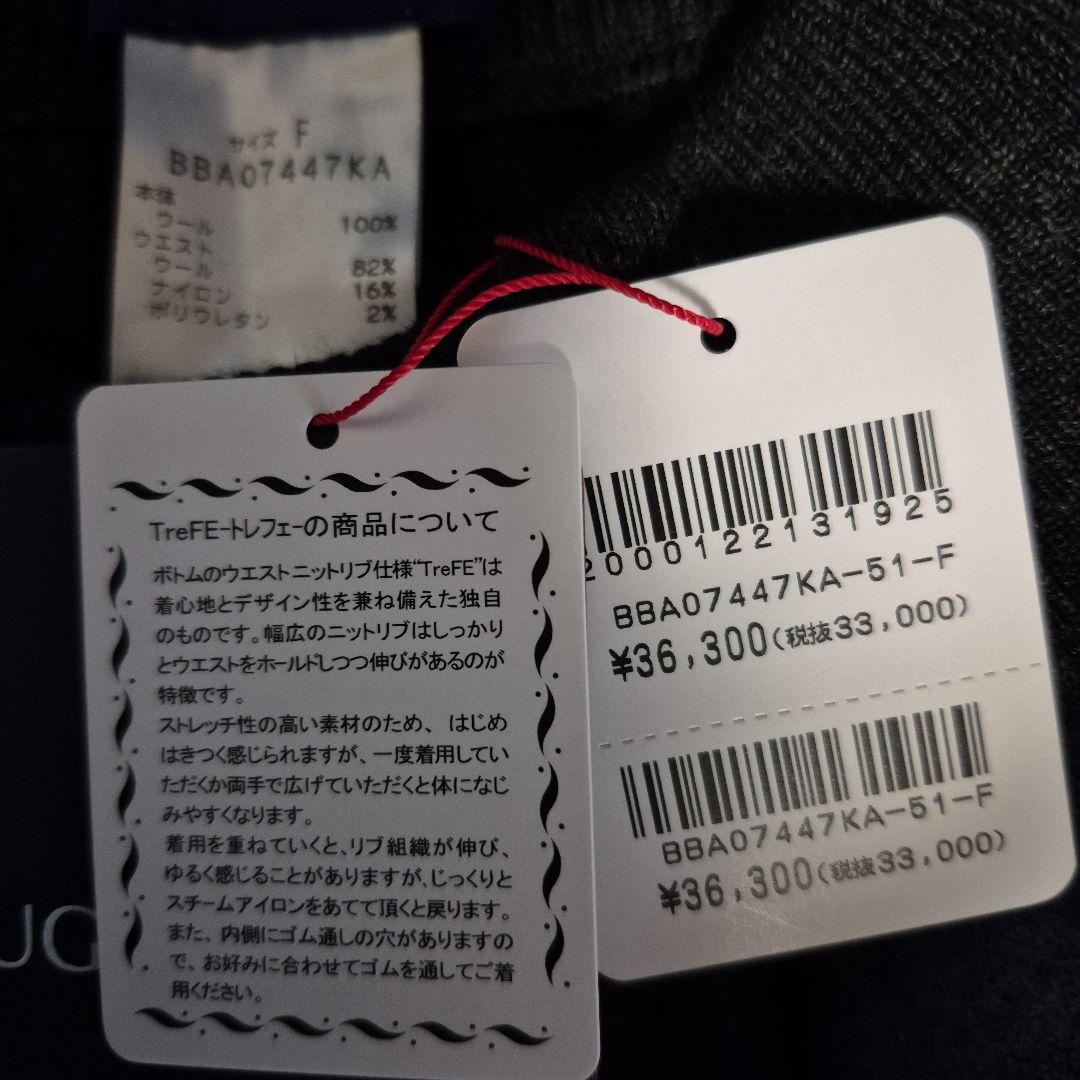 サイズ F
BBA07447KA
本体
ウール 100%
ウエスト
ウール 82%
ナイロン 16%
ポリウレタン 2%
TreFE-トレフェ-の商品について
ボトムのウエストニットリブ仕様“TreFE”は
着心地とデザイン性を兼ね備えた独自
のものです。幅広のニットリブはしっかり
とウエストをホールドしつつ伸びがあるのが
特徴です。
ストレッチ性の高い素材のため、はじめ
はきつく感じられますが、一度着用してい
ただくか両手で広げていただくと体になじ
みやすくなります。
着用を重ねていくと、リブ組織が伸び、
ゆるく感じることがありますが、じっくりと
スチームアイロンをあてて頂くと戻ります。
また、内側にゴム通しの穴がありますの
で、お好みに合わせてゴムを通してご着
用ください。
2000122131925
BBA07447KA-51-F
¥36,300(税抜33,000)
BBA07447KA-51-F
¥36,300(税抜33,000)
UG